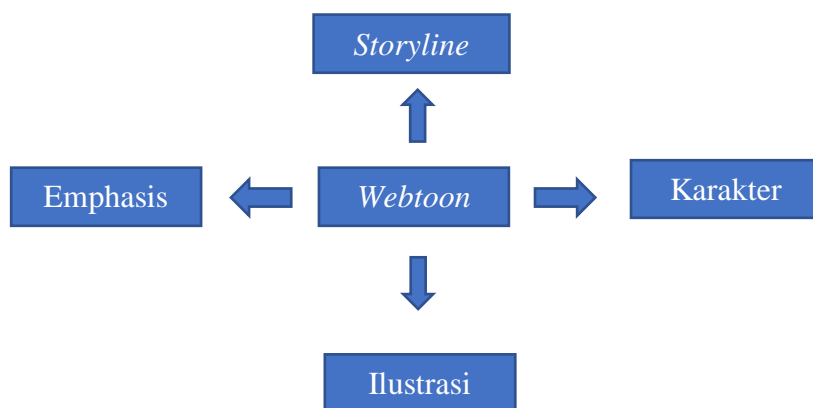 Storyline
Emphasis
Webtoon
Karakter
Ilustrasi